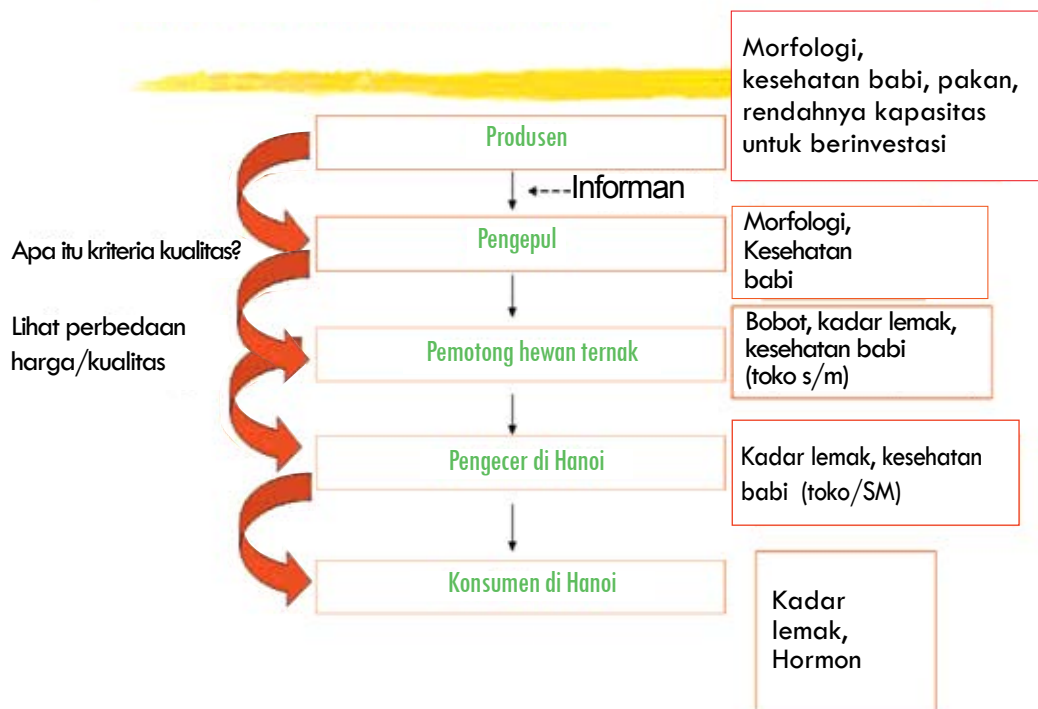 Morfologi,
kesehatan babi, pakan,
rendahnya kapasitas
untuk berinvestasi
Produsen
Informan
Apa itu kriteria kualitas?
Pengepul
Morfologi,
Kesehatan
babi
Lihat perbedaan
harga/kualitas
Pemotong hewan ternak
Bobot, kadar lemak,
kesehatan babi
(toko s/m)
Pengecer di Hanoi
Kadar lemak, kesehatan
babi (toko/SM)
Konsumen di Hanoi
Kadar
lemak,
Hormon